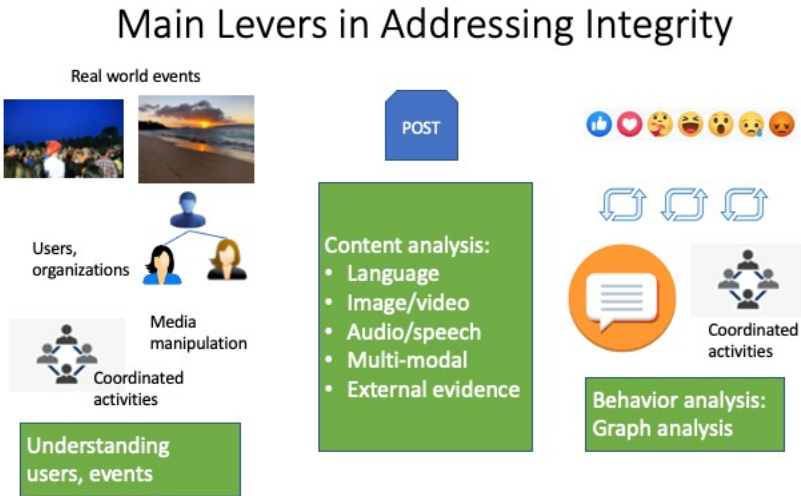 Main Levers in Addressing Integrity
Real world events
Users,
organizations
Media
manipulation
Coordinated
activities
Understanding
users, events
POST
Content analysis:
• Language
• Image/video
• Audio/speech
• Multi-modal
• External evidence
Coordinated
activities
Behavior analysis:
Graph analysis